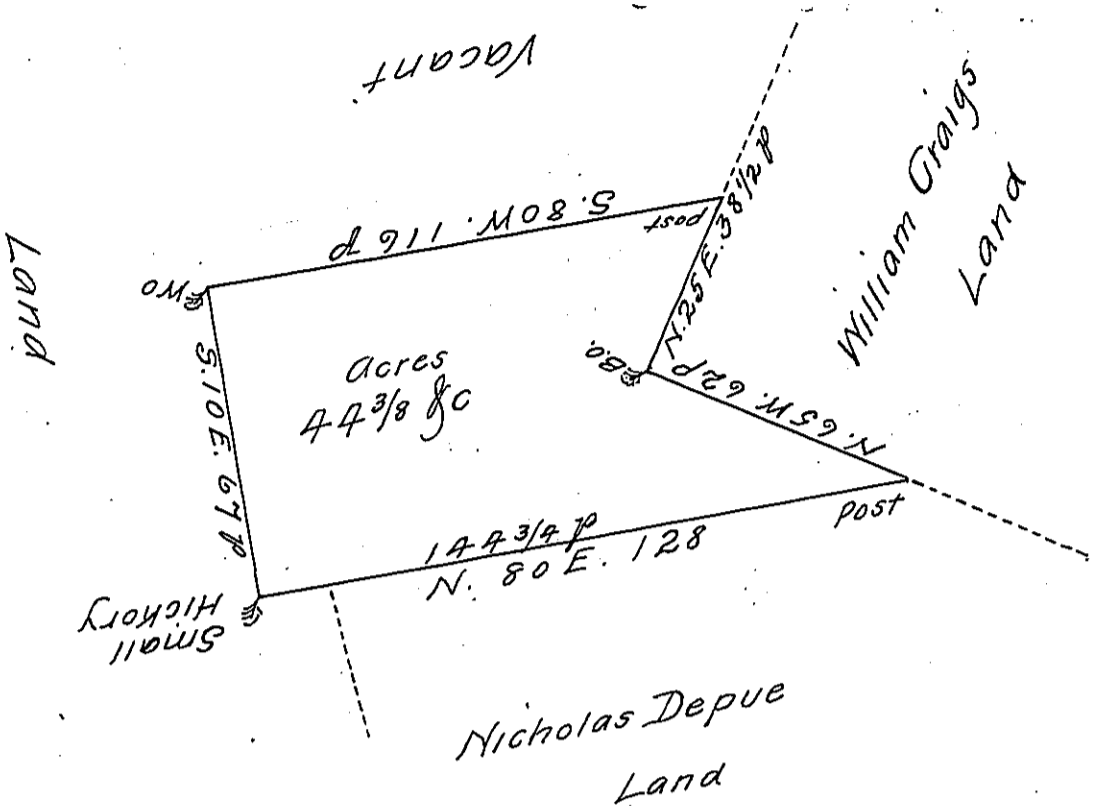 Vacant
Land
William Craigs
Land
S. 80 W. 116 p
post
N. 25 E. 38 1/2 p
WO
B.O.
N. 65 W. 62 p
S. 10 E. 67 p
Acres
44 3/8 &c
144 3/4 p
N. 80 E. 128
post
Small
Hickory
Nicholas Depue
Land